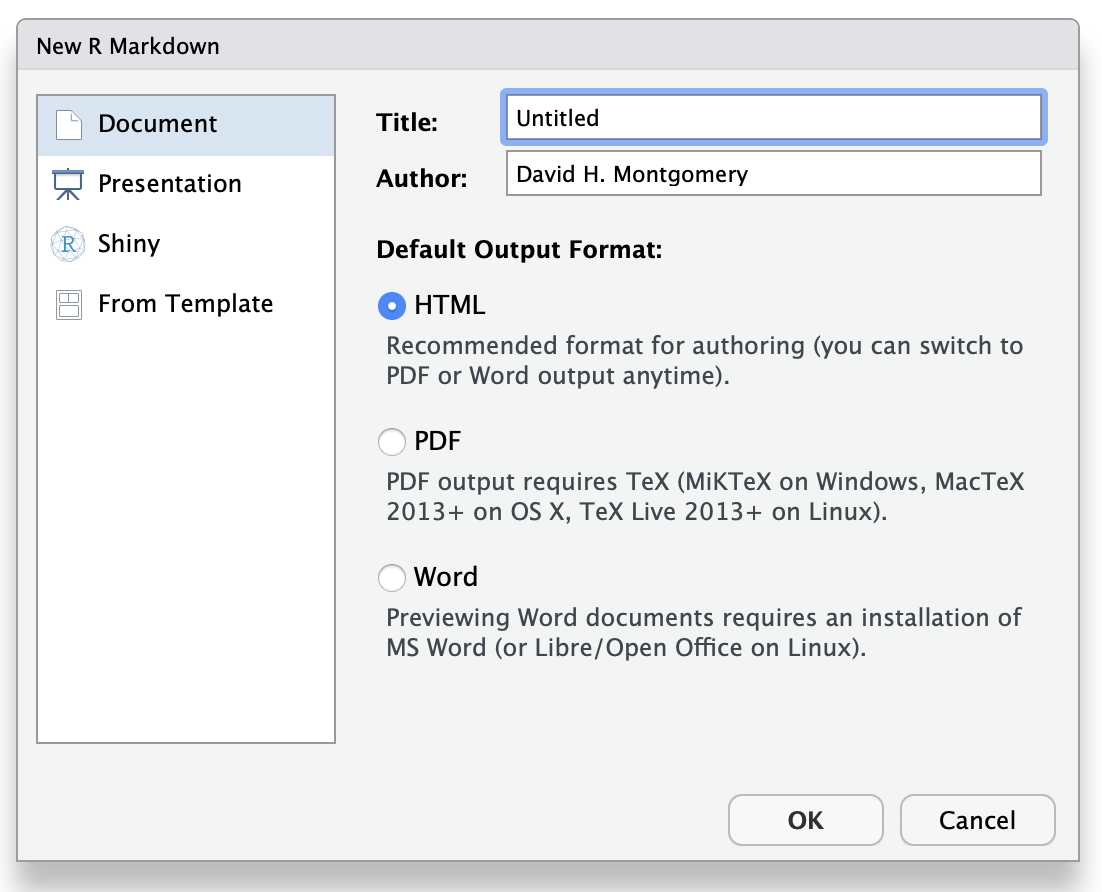 New R Markdown
Document
Presentation
R
Shiny
From Template
Title:
Untitled
Author:
David H. Montgomery
Default Output Format:
HTML
Recommended format for authoring (you can switch to
PDF or Word output anytime).
PDF
PDF output requires TeX (MiKTeX on Windows, MacTeX
2013+ on OS X, TeX Live 2013+ on Linux).
Word
Previewing Word documents requires an installation of
MS Word (or Libre/Open Office on Linux).
OK
Cancel